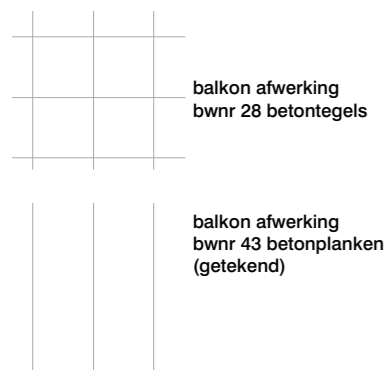 balkon afwerking
bwnr 28 betontegels
balkon afwerking
bwnr 43 betonplanken
(getekend)